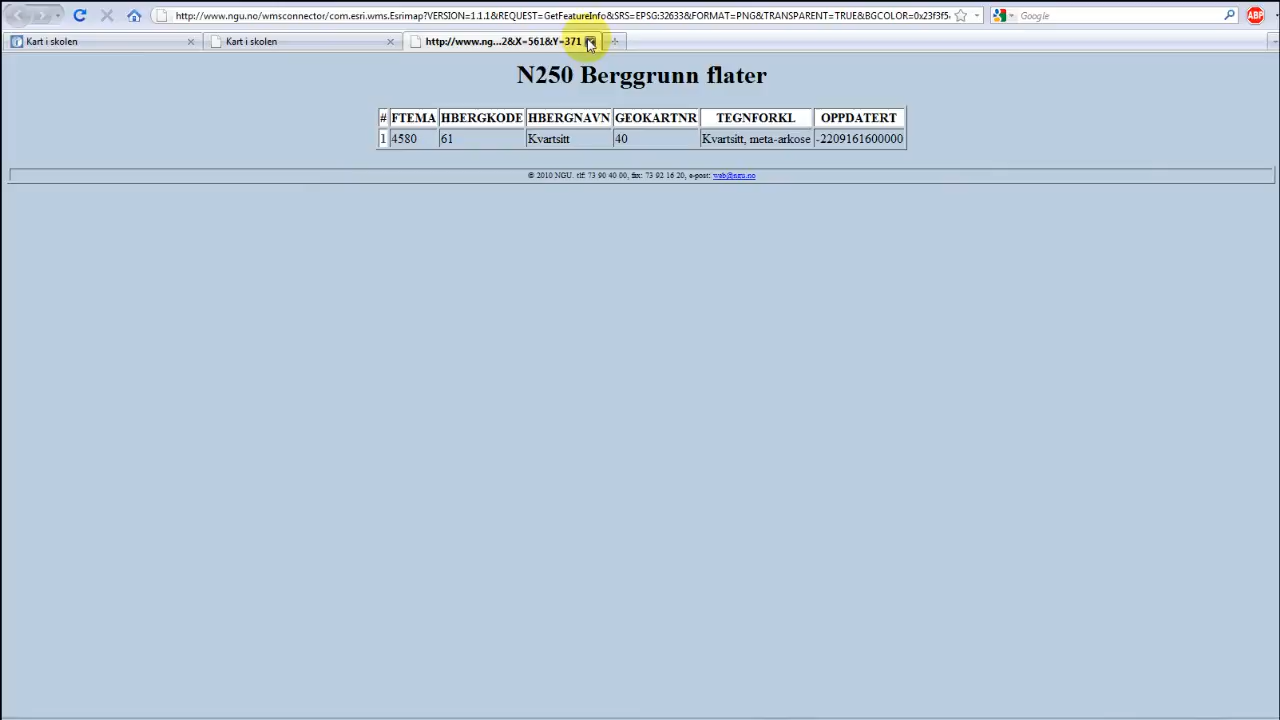 http://www.ngu.no/wmsconnector/com.esri.wms.Esrimap?VERSION=1.1.1&REQUEST=GetFeatureInfo&SRS=EPSG:32633&FORMAT=PNG&TRANSPARENT=TRUE&BGCOLOR=0x23f3f5
Google
ABP
Kart i skolen
Kart i skolen
http://www.ng...2&X=561&Y=371
N250 Berggrunn flater
# FTEMA HBERGKODE HBERGNAVN GEOKARTNR TEGNFORKL OPPDATERT
1 4580 61 Kvartsitt 40 Kvartsitt, meta-arkose -2209161600000
© 2010 NGU. tlf: 73 90 40 00, fax: 73 92 16 20, e-post: web@ngu.no